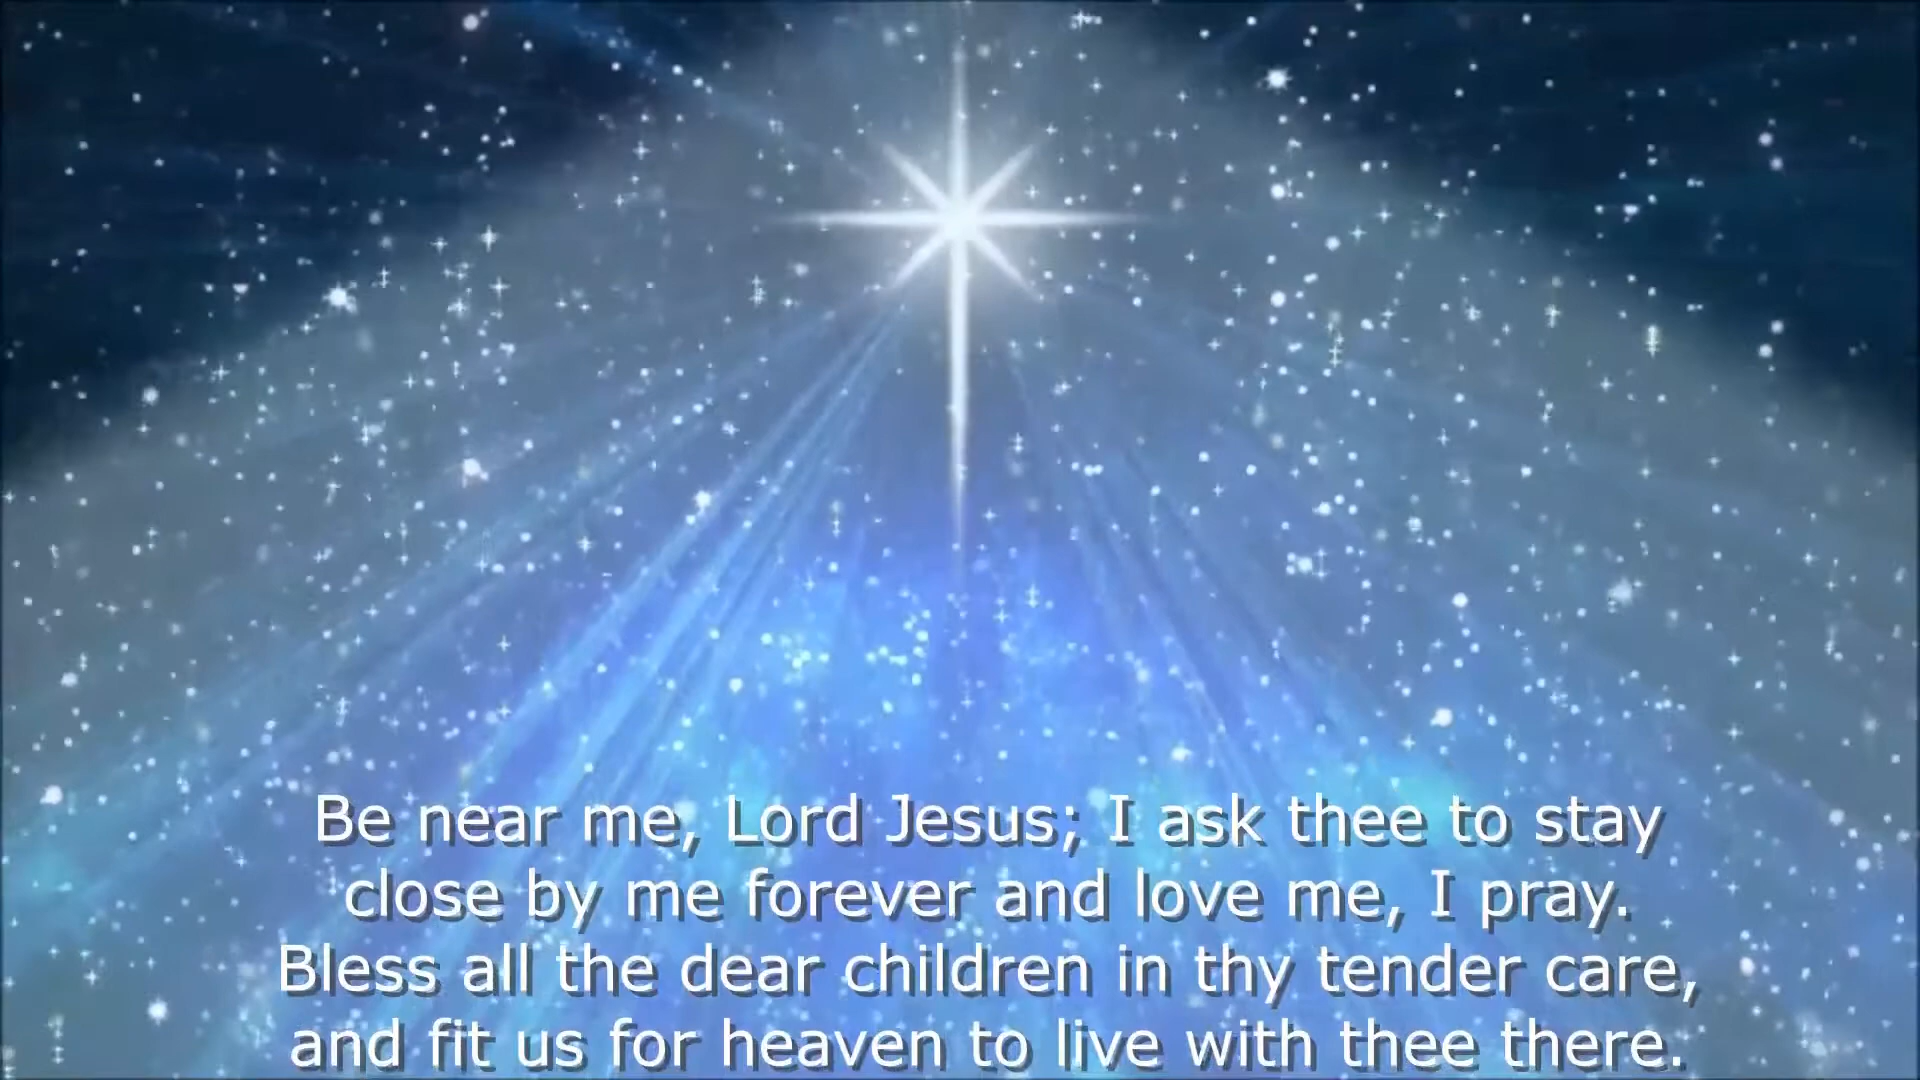 Be near me, Lord Jesus; I ask thee to stay
close by me forever and love me, I pray.
Bless all the dear children in thy tender care,
and fit us for heaven to live with thee there.